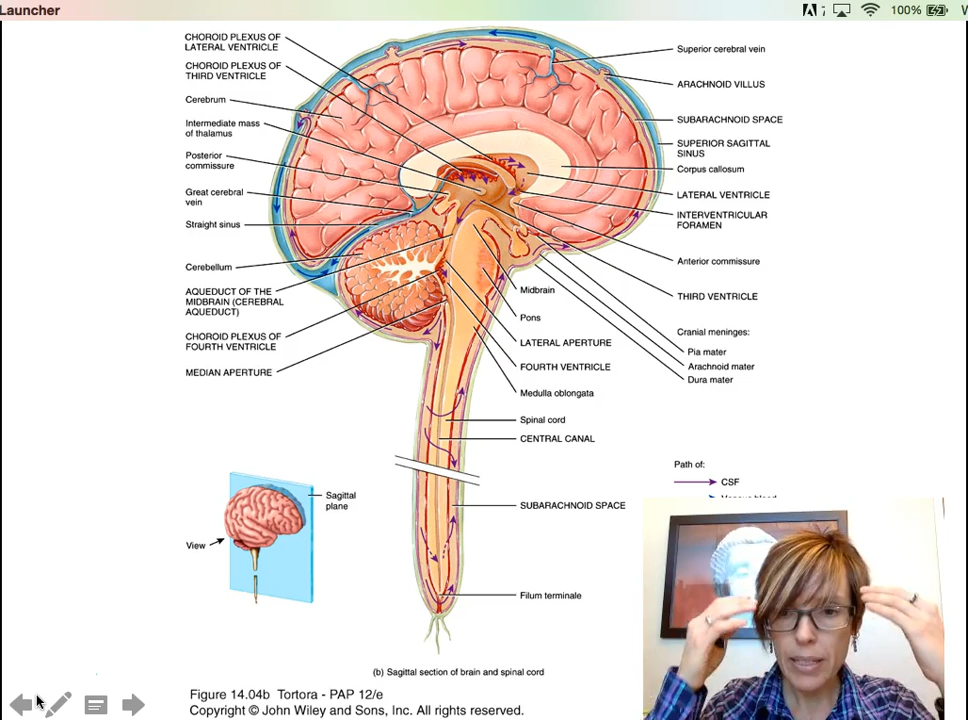 Launcher
100%
CHOROID PLEXUS OF
LATERAL VENTRICLE
CHOROID PLEXUS OF
THIRD VENTRICLE
Cerebrum
Intermediate mass
of thalamus
Posterior
commissure
Great cerebral
vein
Straight sinus
Cerebellum
AQUEDUCT OF THE
MIDBRAIN (CEREBRAL
AQUEDUCT)
CHOROID PLEXUS OF
FOURTH VENTRICLE
MEDIAN APERTURE
Superior cerebral vein
ARACHNOID VILLUS
SUBARACHNOID SPACE
SUPERIOR SAGITTAL
SINUS
Corpus callosum
LATERAL VENTRICLE
INTERVENTRICULAR
FORAMEN
Anterior commissure
THIRD VENTRICLE
Cranial meninges:
Pia mater
Arachnoid mater
Dura mater
Midbrain
Pons
LATERAL APERTURE
FOURTH VENTRICLE
Medulla oblongata
Spinal cord
CENTRAL CANAL
SUBARACHNOID SPACE
Filum terminale
Path of:
CSF
Venous blood
Sagittal
plane
View
(b) Sagittal section of brain and spinal cord
Figure 14.04b Tortora - PAP 12/e
Copyright © John Wiley and Sons, Inc. All rights reserved.